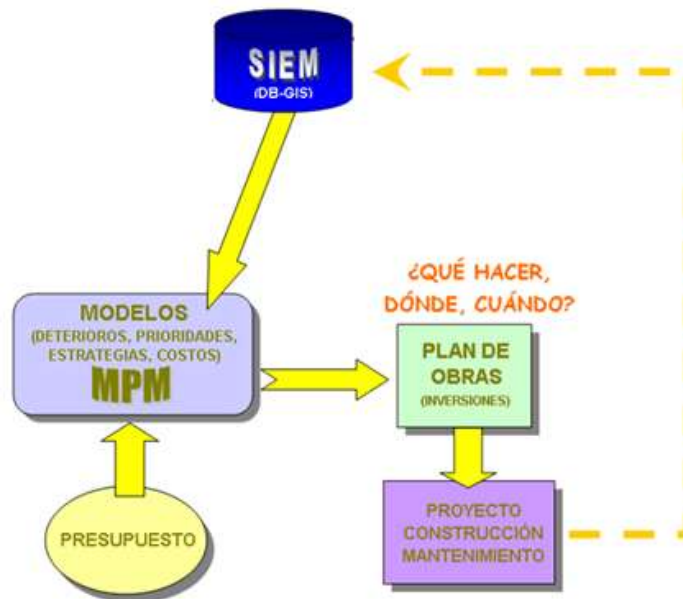 SIEM
(DB-GIS)
¿QUÉ HACER,
DÓNDE, CUÁNDO?
MODELOS
(DETERIOROS, PRIORIDADES,
ESTRATEGIAS, COSTOS)
MPM
PLAN DE
OBRAS
(INVERSIONES)
PRESUPUESTO
PROYECTO
CONSTRUCCIÓN
MANTENIMIENTO